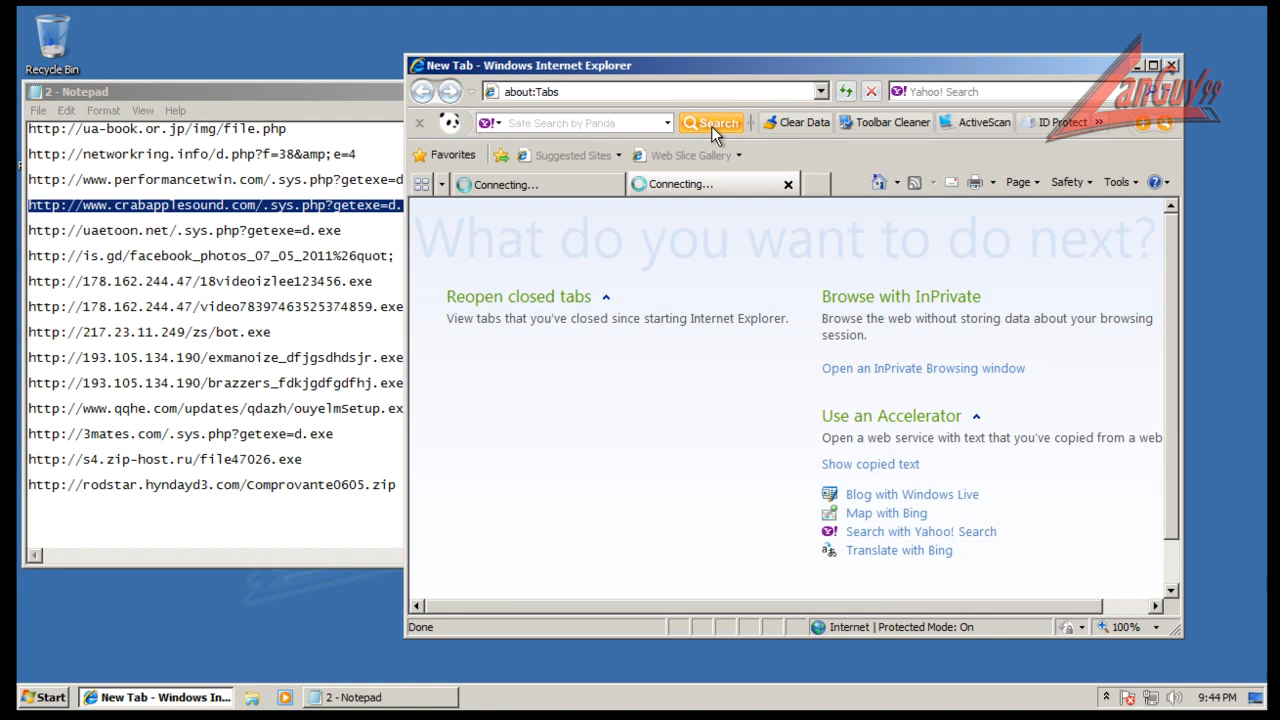 Recycle Bin
2 - Notepad
File Edit Format View Help
http://ua-book.or.jp/img/file.php
http://networkring.info/d.php?f=38&amp;e=4
http://www.performancetwin.com/.sys.php?getexe=d
http://www.crabapplesound.com/.sys.php?getexe=d.
http://uaetoon.net/.sys.php?getexe=d.exe
http://is.gd/facebook_photos_07_05_2011%26quot;
http://178.162.244.47/18videoizlee123456.exe
http://178.162.244.47/video78397463525374859.exe
http://217.23.11.249/zs/bot.exe
http://193.105.134.190/exmanoize_dfjgsdhdsjr.exe
http://193.105.134.190/brazzers_fdkjgdfgdfhj.exe
http://www.qqhe.com/updates/qdazh/ouyelmSetup.ex
http://3mates.com/.sys.php?getexe=d.exe
http://s4.zip-host.ru/file47026.exe
http://rodstar.hyndayd3.com/Comprovante0605.zip
New Tab - Windows Internet Explorer
about:Tabs
Yahoo! Search
Safe Search by Panda
Search
Clear Data
Toolbar Cleaner
ActiveScan
ID Protect
Favorites
Suggested Sites
Web Slice Gallery
Connecting...
Connecting...
Page
Safety
Tools
What do you want to do next?
Reopen closed tabs
View tabs that you've closed since starting Internet Explorer.
Browse with InPrivate
Browse the web without storing data about your browsing
session.
Open an InPrivate Browsing window
Use an Accelerator
Open a web service with text that you've copied from a web
Show copied text
Blog with Windows Live
Map with Bing
Search with Yahoo! Search
Translate with Bing
Done
Internet | Protected Mode: On
100%
Start
New Tab - Windows In...
2 - Notepad
9:44 PM